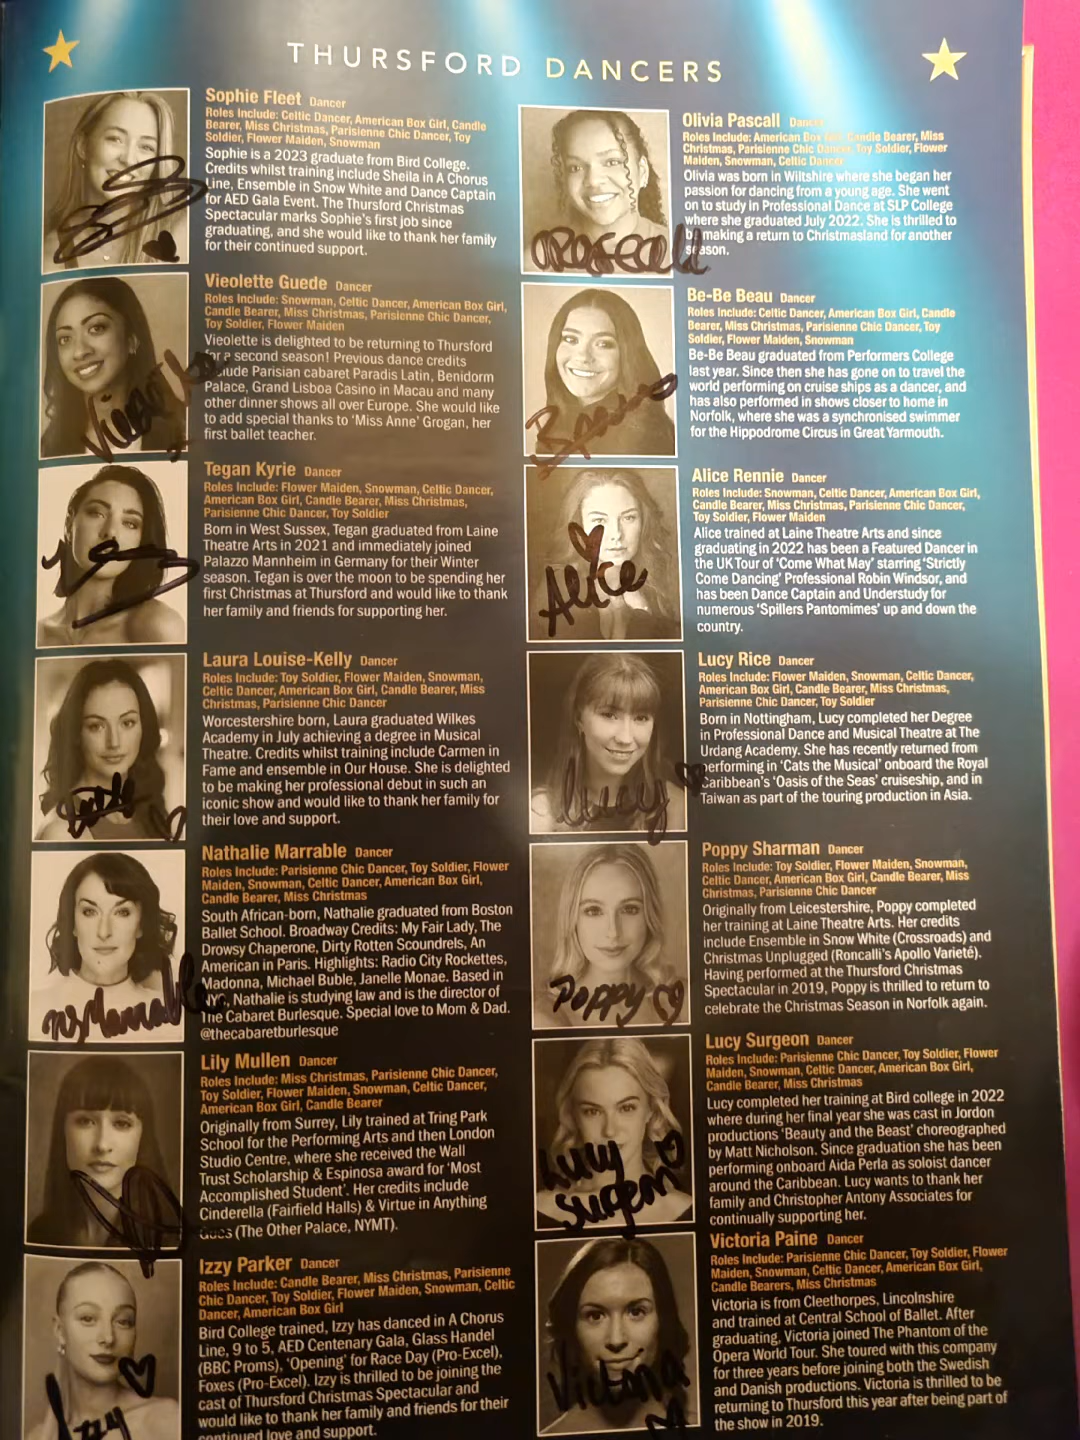 THURSFORD DANCERS
Sophie Fleet Dancer
Roles Include: Celtic Dancer, American Box Girl, Candle
Bearer, Miss Christmas, Parisienne Chic Dancer, Toy
Soldier, Flower Maiden, Snowman
Sophie is a 2023 graduate from Bird College.
Credits whilst training include Sheila in A Chorus
Line, Ensemble in Snow White and Dance Captain
for AED Gala Event. The Thursford Christmas
Spectacular marks Sophie's first job since
graduating, and she would like to thank her family
for their continued support.
Vieolette Guede Dancer
Roles Include: Snowman, Celtic Dancer, American Box Girl,
Candle Bearer, Miss Christmas, Parisienne Chic Dancer,
Toy Soldier, Flower Maiden
Vieolette is delighted to be returning to Thursford
for a second season! Previous dance credits
include Parisian cabaret Paradis Latin, Benidorm
Palace, Grand Lisboa Casino in Macau and many
other dinner shows all over Europe. She would like
to add special thanks to 'Miss Anne' Grogan, her
first ballet teacher.
Tegan Kyrie Dancer
Roles Include: Flower Maiden, Snowman, Celtic Dancer,
American Box Girl, Candle Bearer, Miss Christmas,
Parisienne Chic Dancer, Toy Soldier
Born in West Sussex, Tegan graduated from Laine
Theatre Arts in 2021 and immediately joined
Palazzo Mannheim in Germany for their Winter
season. Tegan is over the moon to be spending her
first Christmas at Thursford and would like to thank
her family and friends for supporting her.
Laura Louise-Kelly Dancer
Roles Include: Toy Soldier, Flower Maiden, Snowman,
Celtic Dancer, American Box Girl, Candle Bearer, Miss
Christmas, Parisienne Chic Dancer
Worcestershire born, Laura graduated Wilkes
Academy in July achieving a degree in Musical
Theatre. Credits whilst training include Carmen in
Fame and ensemble in Our House. She is delighted
to be making her professional debut in such an
iconic show and would like to thank her family for
their love and support.
Nathalie Marrable Dancer
Roles Include: Parisienne Chic Dancer, Toy Soldier, Flower
Maiden, Snowman, Celtic Dancer, American Box Girl,
Candle Bearer, Miss Christmas
South African-born, Nathalie graduated from Boston
Ballet School. Broadway Credits: My Fair Lady, The
Drowsy Chaperone, Dirty Rotten Scoundrels, An
American in Paris. Highlights: Radio City Rockettes,
Madonna, Michael Buble, Janelle Monae. Based in
NYC, Nathalie is studying law and is the director of
The Cabaret Burlesque. Special love to Mom & Dad.
@thecabaretburlesque
NSMarrable
Lily Mullen Dancer
Roles Include: Miss Christmas, Parisienne Chic Dancer,
Toy Soldier, Flower Maiden, Snowman, Celtic Dancer,
American Box Girl, Candle Bearer
Originally from Surrey, Lily trained at Tring Park
School for the Performing Arts and then London
Studio Centre, where she received the Wall
Trust Scholarship & Espinosa award for 'Most
Accomplished Student'. Her credits include
Cinderella (Fairfield Halls) & Virtue in Anything
Goes (The Other Palace, NYMT).
Izzy Parker Dancer
Roles Include: Candle Bearer, Miss Christmas, Parisienne
Chic Dancer, Toy Soldier, Flower Maiden, Snowman, Celtic
Dancer, American Box Girl
Bird College trained, Izzy has danced in A Chorus
Line, 9 to 5, AED Centenary Gala, Glass Handel
(BBC Proms), 'Opening' for Race Day (Pro-Excel),
Foxes (Pro-Excel). Izzy is thrilled to be joining the
cast of Thursford Christmas Spectacular and
would like to thank her family and friends for their
continued love and support.
Izzy
Olivia Pascall Dancer
Roles Include: American Box Girl, Candle Bearer, Miss
Christmas, Parisienne Chic Dancer, Toy Soldier, Flower
Maiden, Snowman, Celtic Dancer
Olivia was born in Wiltshire where she began her
passion for dancing from a young age. She went
on to study in Professional Dance at SLP College
where she graduated July 2022. She is thrilled to
be making a return to Christmasland for another
season.
OPascall
Be-Be Beau Dancer
Roles Include: Celtic Dancer, American Box Girl, Candle
Bearer, Miss Christmas, Parisienne Chic Dancer, Toy
Soldier, Flower Maiden, Snowman
Be-Be Beau graduated from Performers College
last year. Since then she has gone on to travel the
world performing on cruise ships as a dancer, and
has also performed in shows closer to home in
Norfolk, where she was a synchronised swimmer
for the Hippodrome Circus in Great Yarmouth.
Alice Rennie Dancer
Roles Include: Snowman, Celtic Dancer, American Box Girl,
Candle Bearer, Miss Christmas, Parisienne Chic Dancer,
Toy Soldier, Flower Maiden
Alice trained at Laine Theatre Arts and since
graduating in 2022 has been a Featured Dancer in
the UK Tour of 'Come What May' starring 'Strictly
Come Dancing' Professional Robin Windsor, and
has been Dance Captain and Understudy for
numerous 'Spillers Pantomimes' up and down the
country.
Alice
Lucy Rice Dancer
Roles Include: Flower Maiden, Snowman, Celtic Dancer,
American Box Girl, Candle Bearer, Miss Christmas,
Parisienne Chic Dancer, Toy Soldier
Born in Nottingham, Lucy completed her Degree
in Professional Dance and Musical Theatre at The
Urdang Academy. She has recently returned from
performing in 'Cats the Musical' onboard the Royal
Caribbean's 'Oasis of the Seas' cruiseship, and in
Taiwan as part of the touring production in Asia.
Lucy
Poppy Sharman Dancer
Roles Include: Toy Soldier, Flower Maiden, Snowman,
Celtic Dancer, American Box Girl, Candle Bearer, Miss
Christmas, Parisienne Chic Dancer
Originally from Leicestershire, Poppy completed
her training at Laine Theatre Arts. Her credits
include Ensemble in Snow White (Crossroads) and
Christmas Unplugged (Roncalli's Apollo Varieté).
Having performed at the Thursford Christmas
Spectacular in 2019, Poppy is thrilled to return to
celebrate the Christmas Season in Norfolk again.
Poppy
Lucy Surgeon Dancer
Roles Include: Parisienne Chic Dancer, Toy Soldier, Flower
Maiden, Snowman, Celtic Dancer, American Box Girl,
Candle Bearer, Miss Christmas
Lucy completed her training at Bird college in 2022
where during her final year she was cast in Jordon
productions 'Beauty and the Beast' choreographed
by Matt Nicholson. Since graduation she has been
performing onboard Aida Perla as soloist dancer
around the Caribbean. Lucy wants to thank her
family and Christopher Antony Associates for
continually supporting her.
Lucy
Surgeon
Victoria Paine Dancer
Roles Include: Parisienne Chic Dancer, Toy Soldier, Flower
Maiden, Snowman, Celtic Dancer, American Box Girl,
Candle Bearers, Miss Christmas
Victoria is from Cleethorpes, Lincolnshire
and trained at Central School of Ballet. After
graduating, Victoria joined The Phantom of the
Opera World Tour. She toured with this company
for three years before joining both the Swedish
and Danish productions. Victoria is thrilled to be
returning to Thursford this year after being part of
the show in 2019.
Victoria